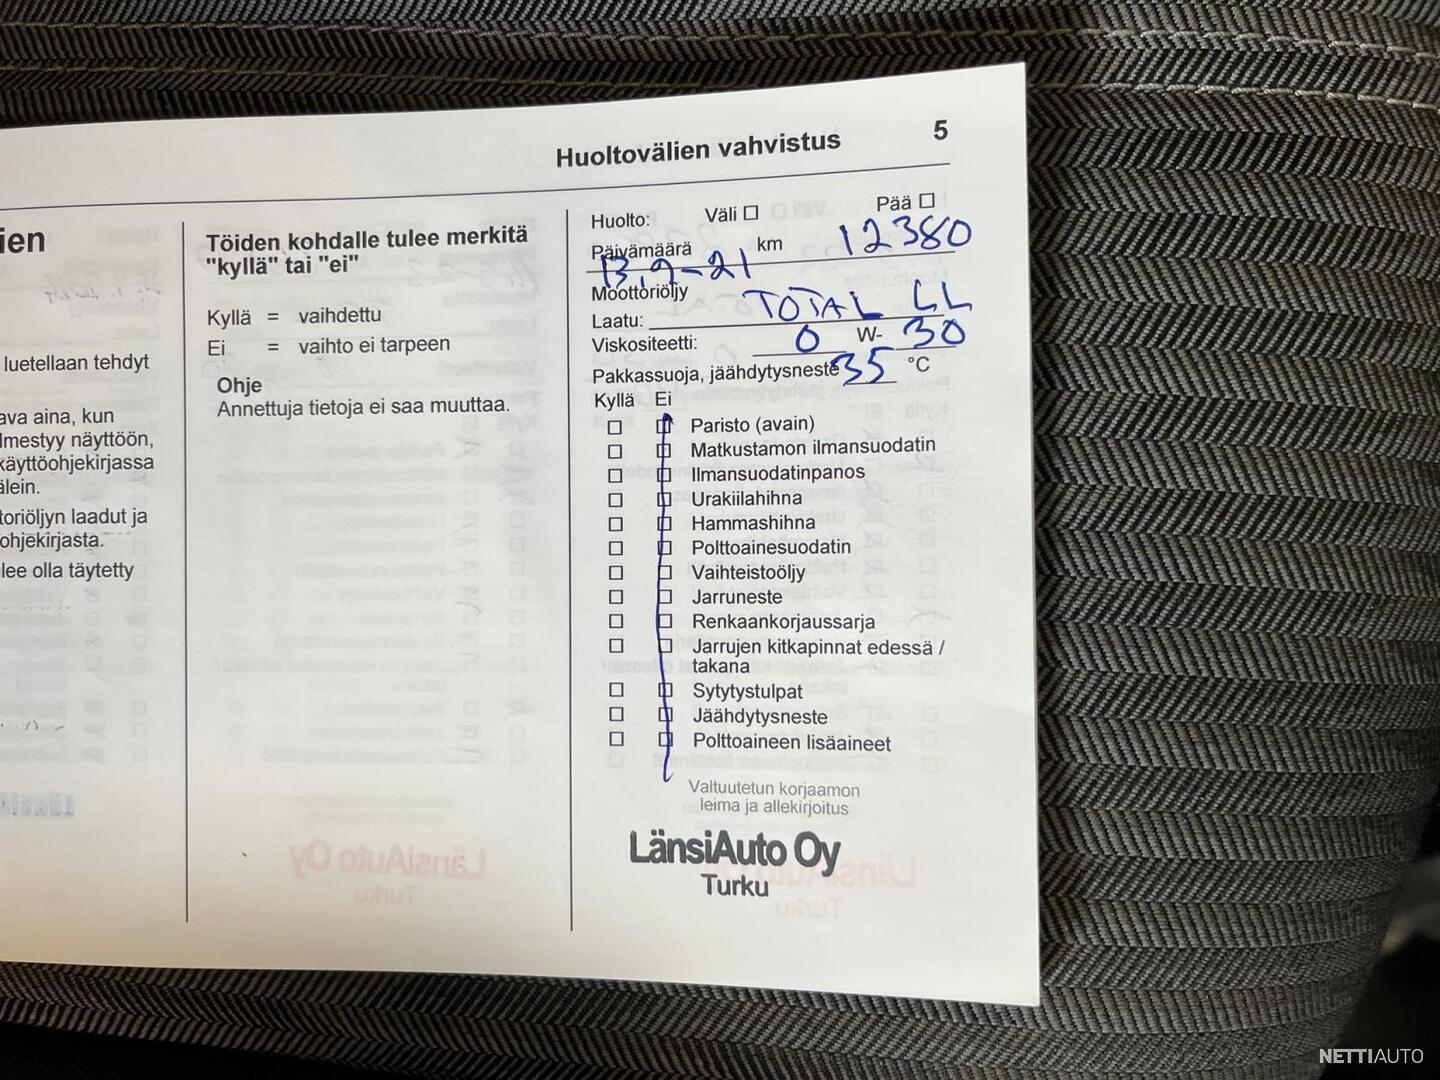 Huoltovälien vahvistus 5
ien
luetellaan tehdyt
ava aina, kun
lmestyy näyttöön,
käyttöohjekirjassa
älein.
toriöljyn laadut ja
ohjekirjasta.
lee olla täytetty
Töiden kohdalle tulee merkitä
"kyllä" tai "ei"
Kyllä = vaihdettu
Ei = vaihto ei tarpeen
Ohje
Annettuja tietoja ei saa muuttaa.
Huolto: Väli Pää
Päivämäärä 13.9-21 km 12380
Moottoriöljy
Laatu: TOTAL LL
Viskositeetti: 0 W- 30
Pakkassuoja, jäähdytysneste 35 °C
Kyllä Ei
Paristo (avain)
Matkustamon ilmansuodatin
Ilmansuodatinpanos
Urakiilahihna
Hammashihna
Polttoainesuodatin
Vaihteistoöljy
Jarruneste
Renkaankorjaussarja
Jarrujen kitkapinnat edessä /
takana
Sytytystulpat
Jäähdytysneste
Polttoaineen lisäaineet
Valtuutetun korjaamon
leima ja allekirjoitus
LänsiAuto Oy
Turku
NETTIAUTO